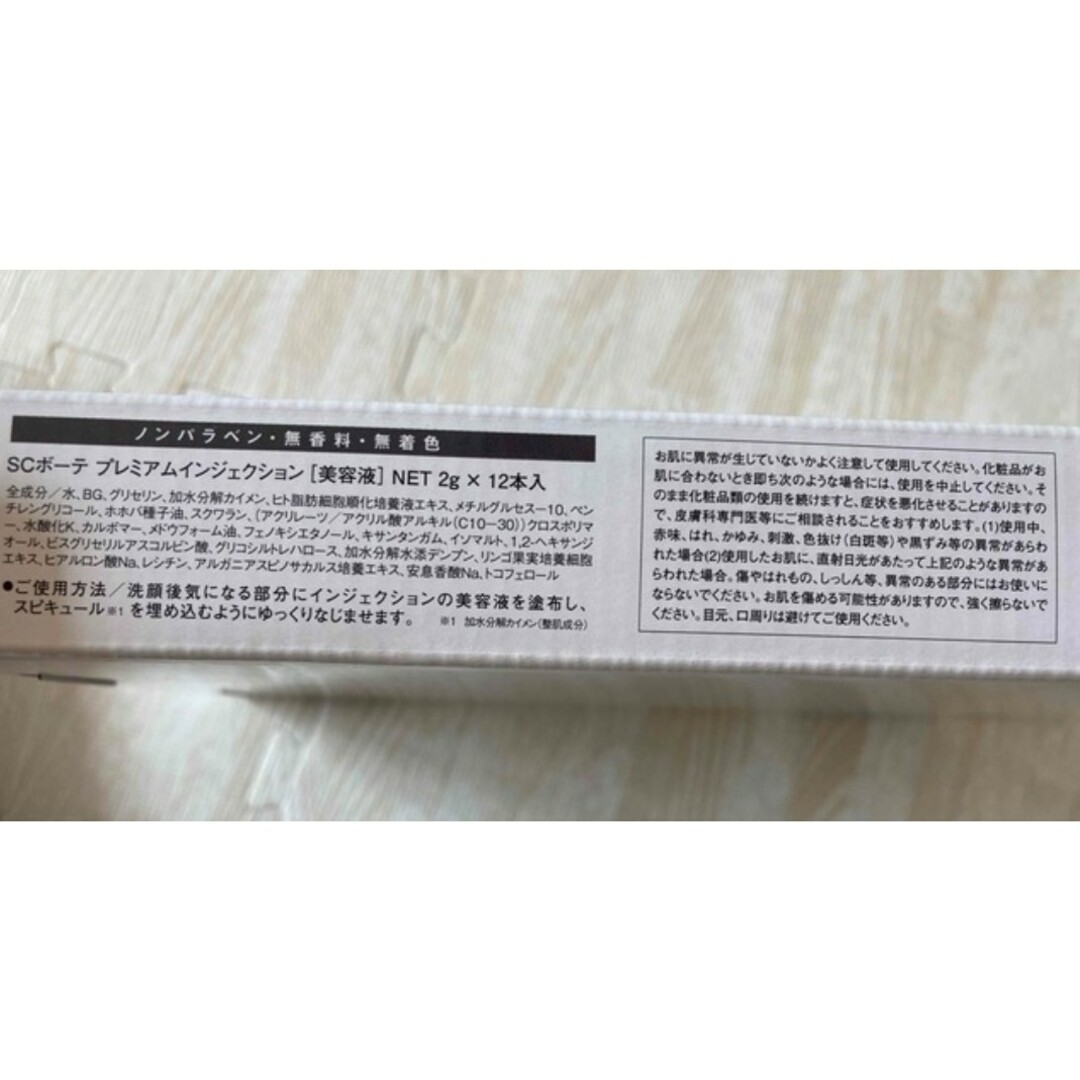 ノンパラベン・無香料・無着色
SCボーテ プレミアムインジェクション［美容液］NET 2g × 12本入
全成分／水、BG、グリセリン、加水分解カイメン、ヒト脂肪細胞順化培養液エキス、メチルグルセス-10、ペン
チレングリコール、ホホバ種子油、スクワラン、（アクリレーツ／アクリル酸アルキル（C10-30））クロスポリマ
ー、水酸化K、カルボマー、メドウフォーム油、フェノキシエタノール、キサンタンガム、イソマルト、1,2-ヘキサンジ
オール、ビスグリセリルアスコルビン酸、グリコシルトレハロース、加水分解水添デンプン、リンゴ果実培養細胞
エキス、ヒアルロン酸Na、レシチン、アルガニアスピノサカルス培養エキス、安息香酸Na、トコフェロール
●ご使用方法／洗顔後気になる部分にインジェクションの美容液を塗布し、
スピキュール※1 を埋め込むようにゆっくりなじませます。 ※1 加水分解カイメン（整肌成分）
お肌に異常が生じていないかよく注意して使用してください。化粧品がお
肌に合わないとき即ち次のような場合には、使用を中止してください。そ
のまま化粧品類の使用を続けますと、症状を悪化させることがありますの
で、皮膚科専門医等にご相談されることをおすすめします。(1)使用中、
赤味、はれ、かゆみ、刺激、色抜け（白斑等）や黒ずみ等の異常があらわ
れた場合(2)使用したお肌に、直射日光があたって上記のような異常があ
らわれた場合。傷やはれもの、しっしん等、異常のある部分にはお使いに
ならないでください。お肌を傷める可能性がありますので、強く擦らないで
ください。目元、口周りは避けてご使用ください。